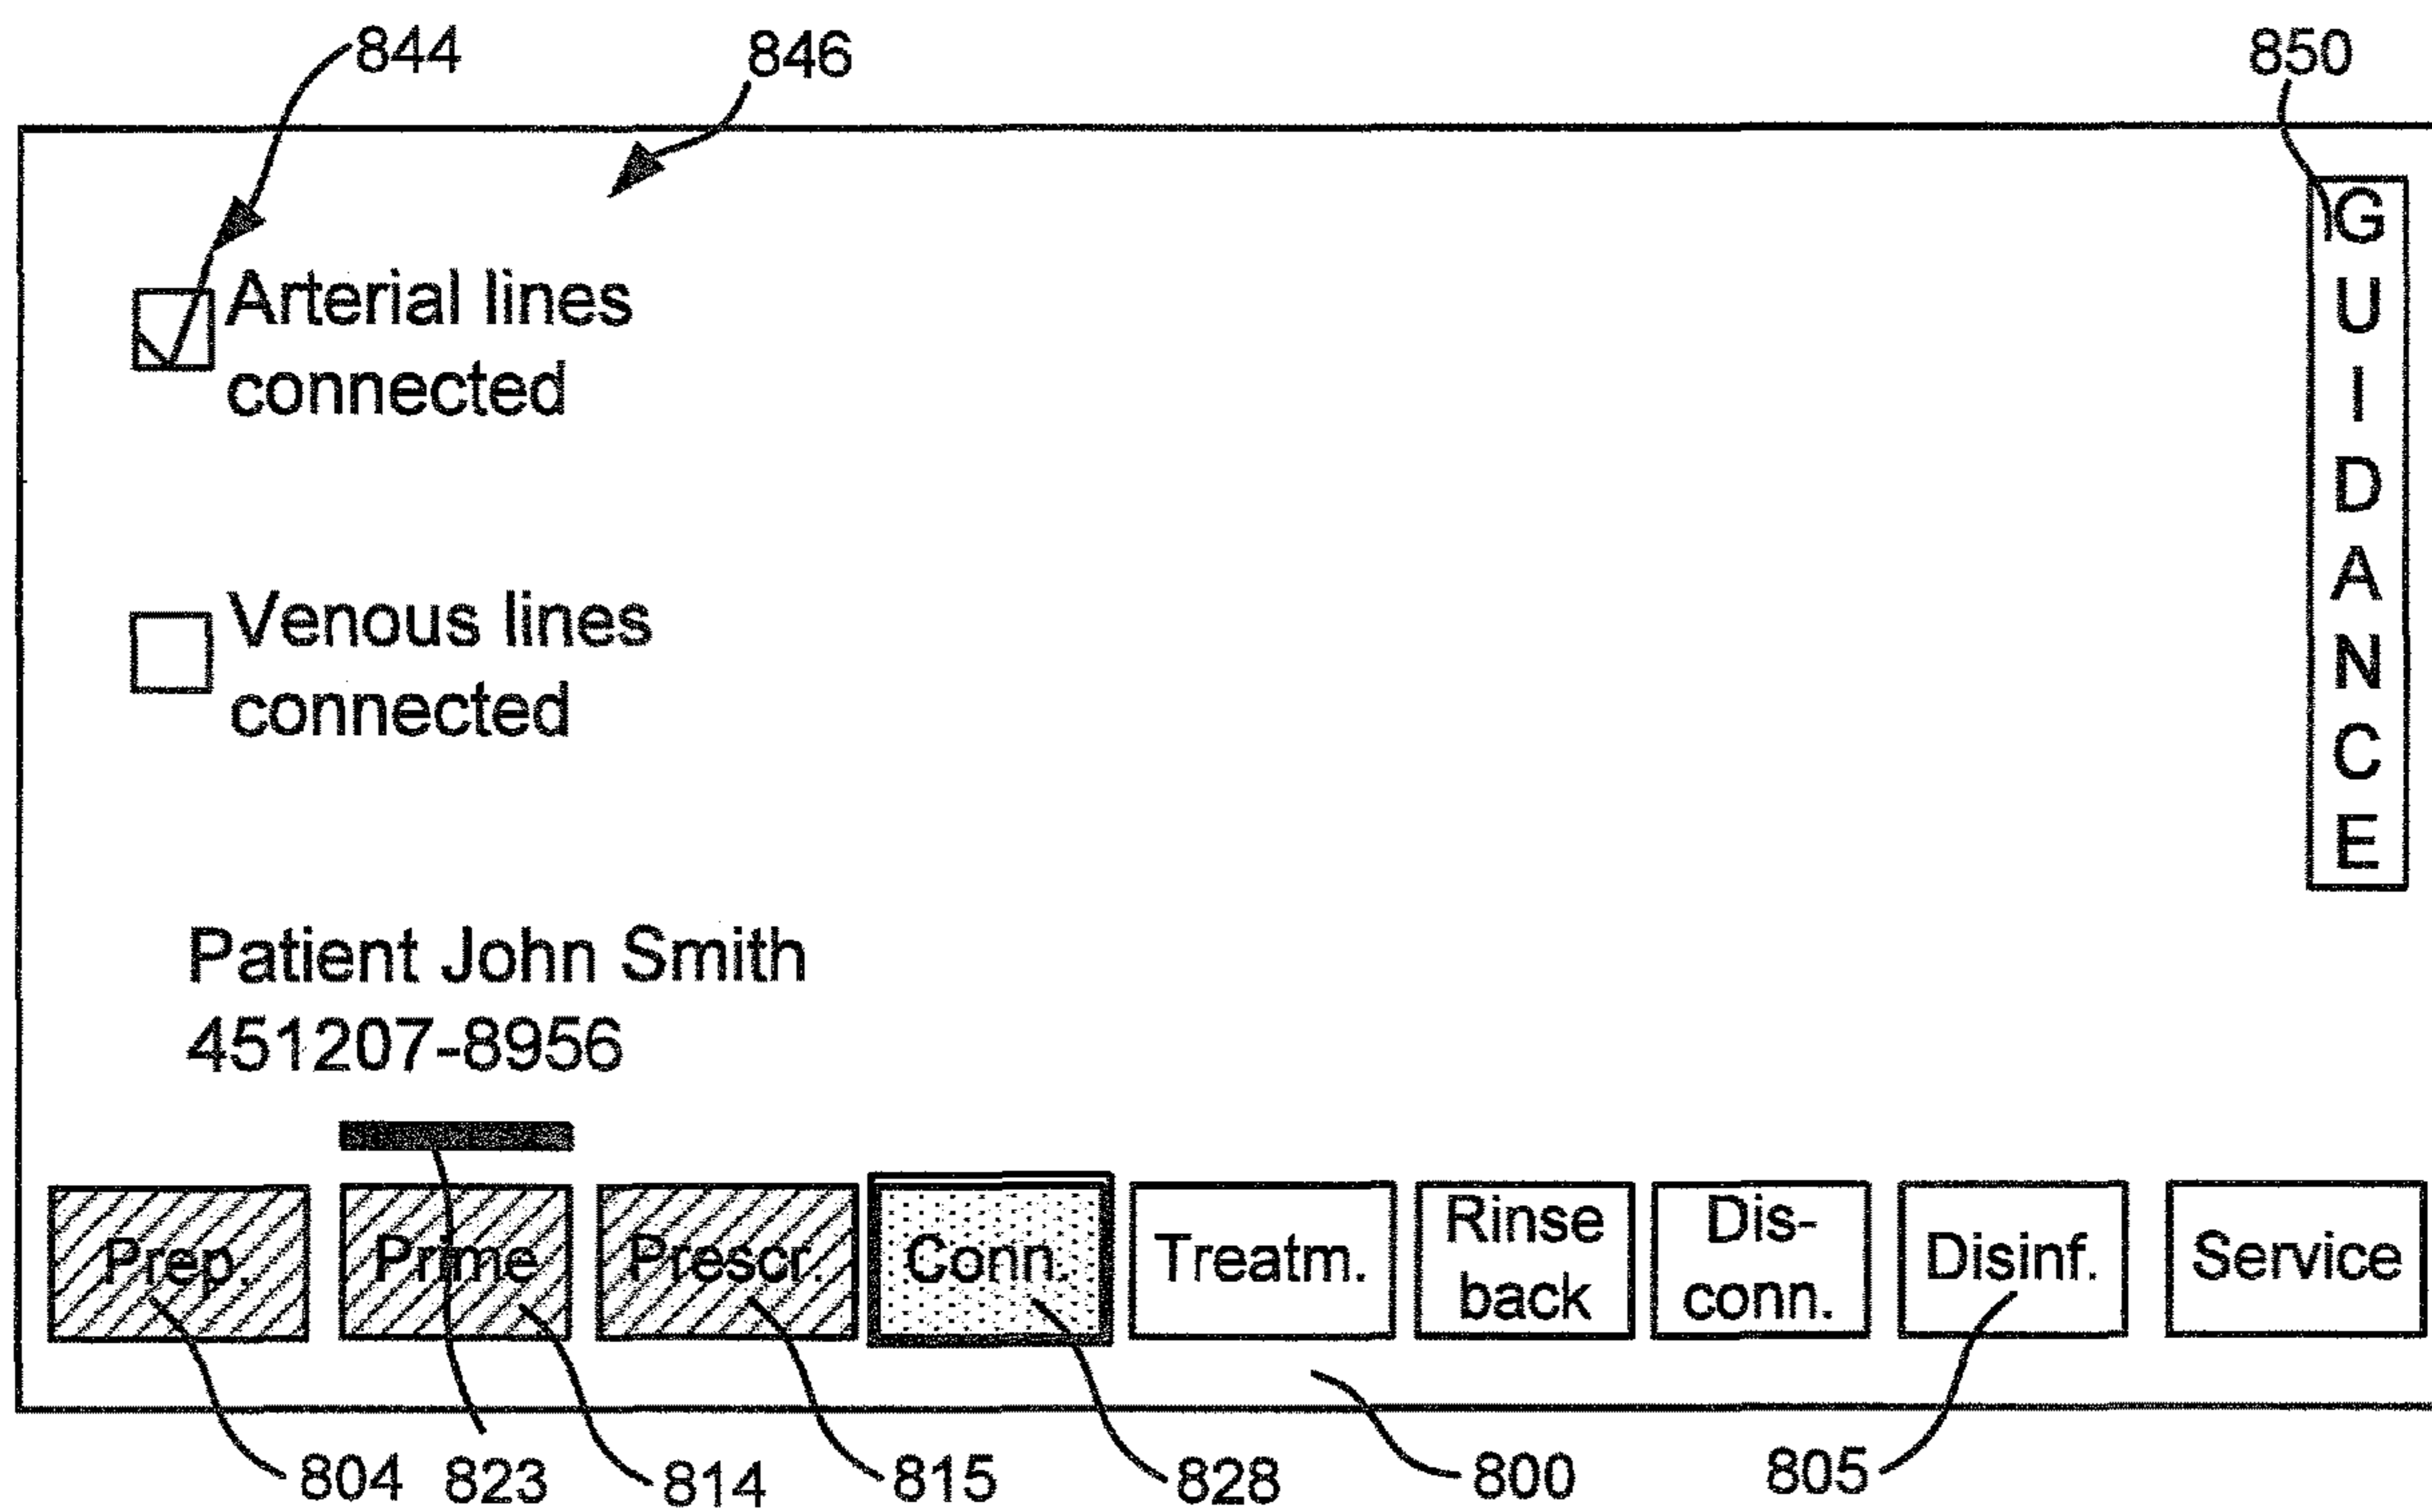 844
846
850
Arterial lines
connected
G
U
I
D
A
N
C
E
Venous lines
connected
Patient John Smith
451207-8956
Prep.
Prime
Prescr.
Conn.
Treatm.
Rinse
back
Dis-
conn.
Disinf.
Service
804
823
814
815
828
800
805